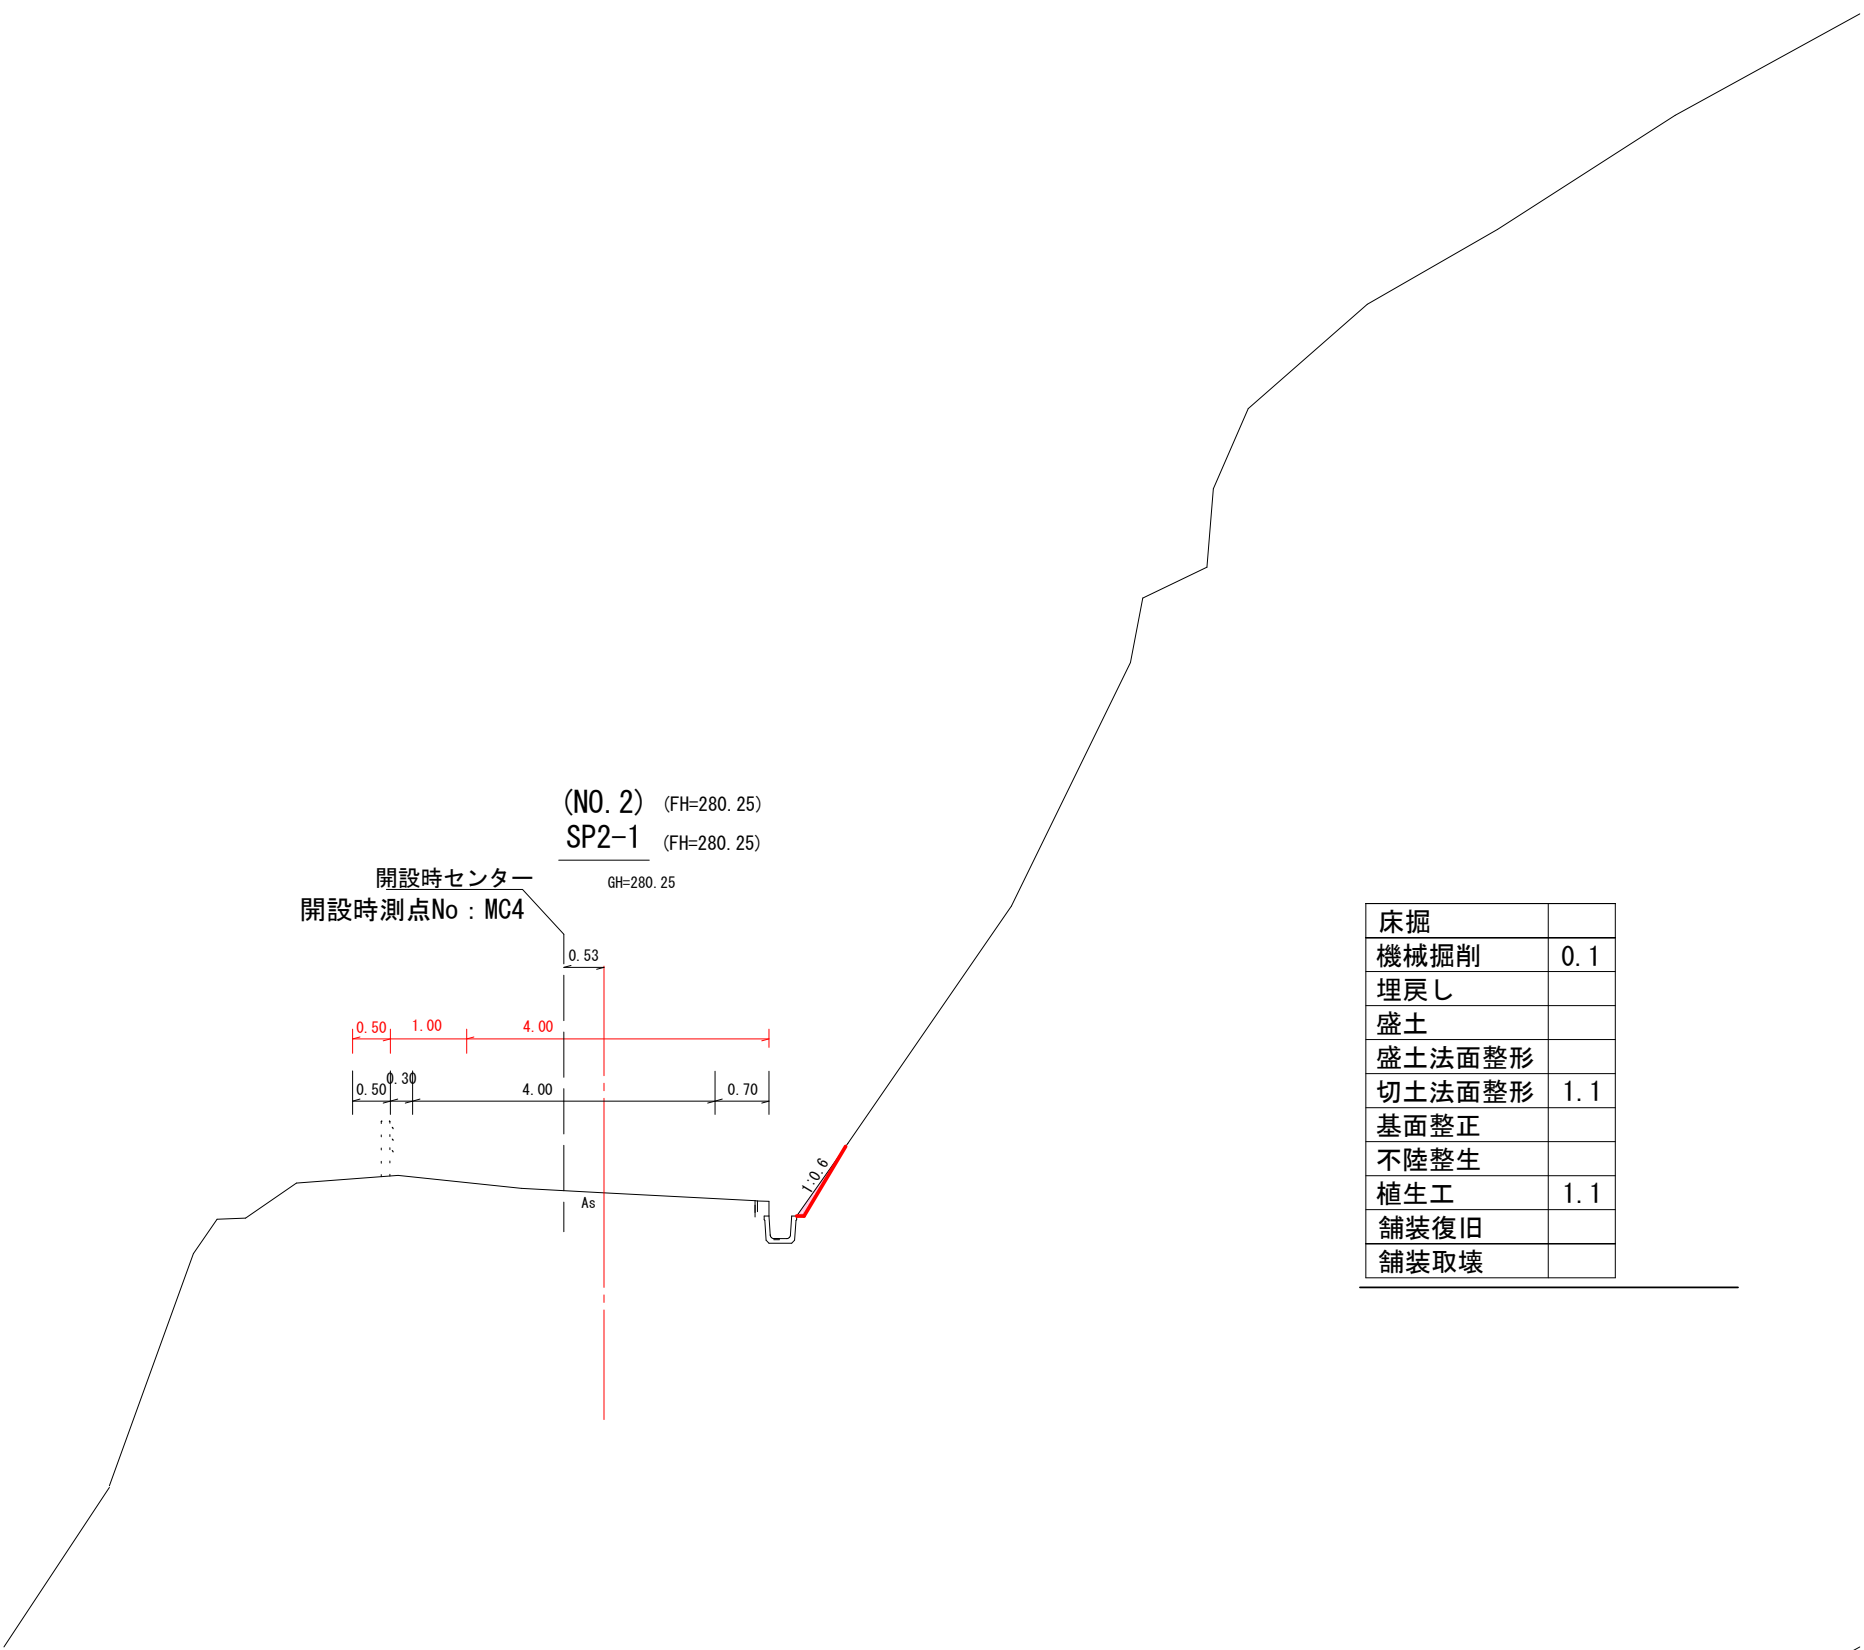 (NO. 2) (FH=280. 25)
SP2-1 (FH=280. 25)
GH=280. 25
開設時センター
開設時測点No：MC4
0. 53
0. 50 1. 00 4. 00
0. 50 0. 30 4. 00 0. 70
1:0. 6
As
床掘
機械掘削 0. 1
埋戻し
盛土
盛土法面整形
切土法面整形 1. 1
基面整正
不陸整生
植生工 1. 1
舗装復旧
舗装取壊